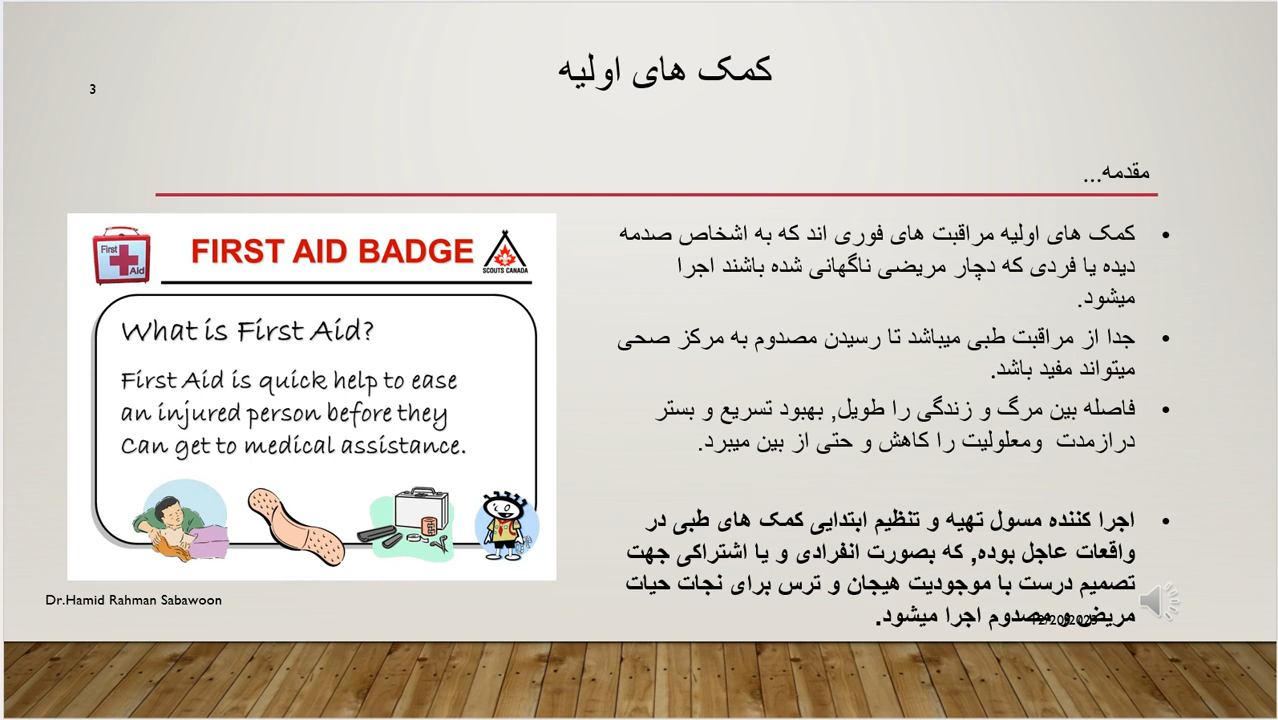 کمک های اولیه
3
مقدمه...
کمک های اولیه مراقبت های فوری اند که به اشخاص صدمه
دیده یا فردی که دچار مریضی ناگهانی شده باشند اجرا
میشود.
جدا از مراقبت طبی میباشد تا رسیدن مصدوم به مرکز صحی
میتواند مفید باشد.
فاصله بین مرگ و زندگی را طویل, بهبود تسریع و بستر
درازمدت ومعلولیت را کاهش و حتی از بین میبرد.
اجرا کننده مسول تهیه و تنظیم ابتدایی کمک های طبی در
واقعات عاجل بوده, که بصورت انفرادی و یا اشتراکی جهت
تصمیم درست با موجودیت هیجان و ترس برای نجات حیات
مریض و مصدوم اجرا میشود.
First Aid
FIRST AID BADGE
SCOUTS CANADA
What is First Aid?
First Aid is quick help to ease
an injured person before they
Can get to medical assistance.
Dr.Hamid Rahman Sabawoon